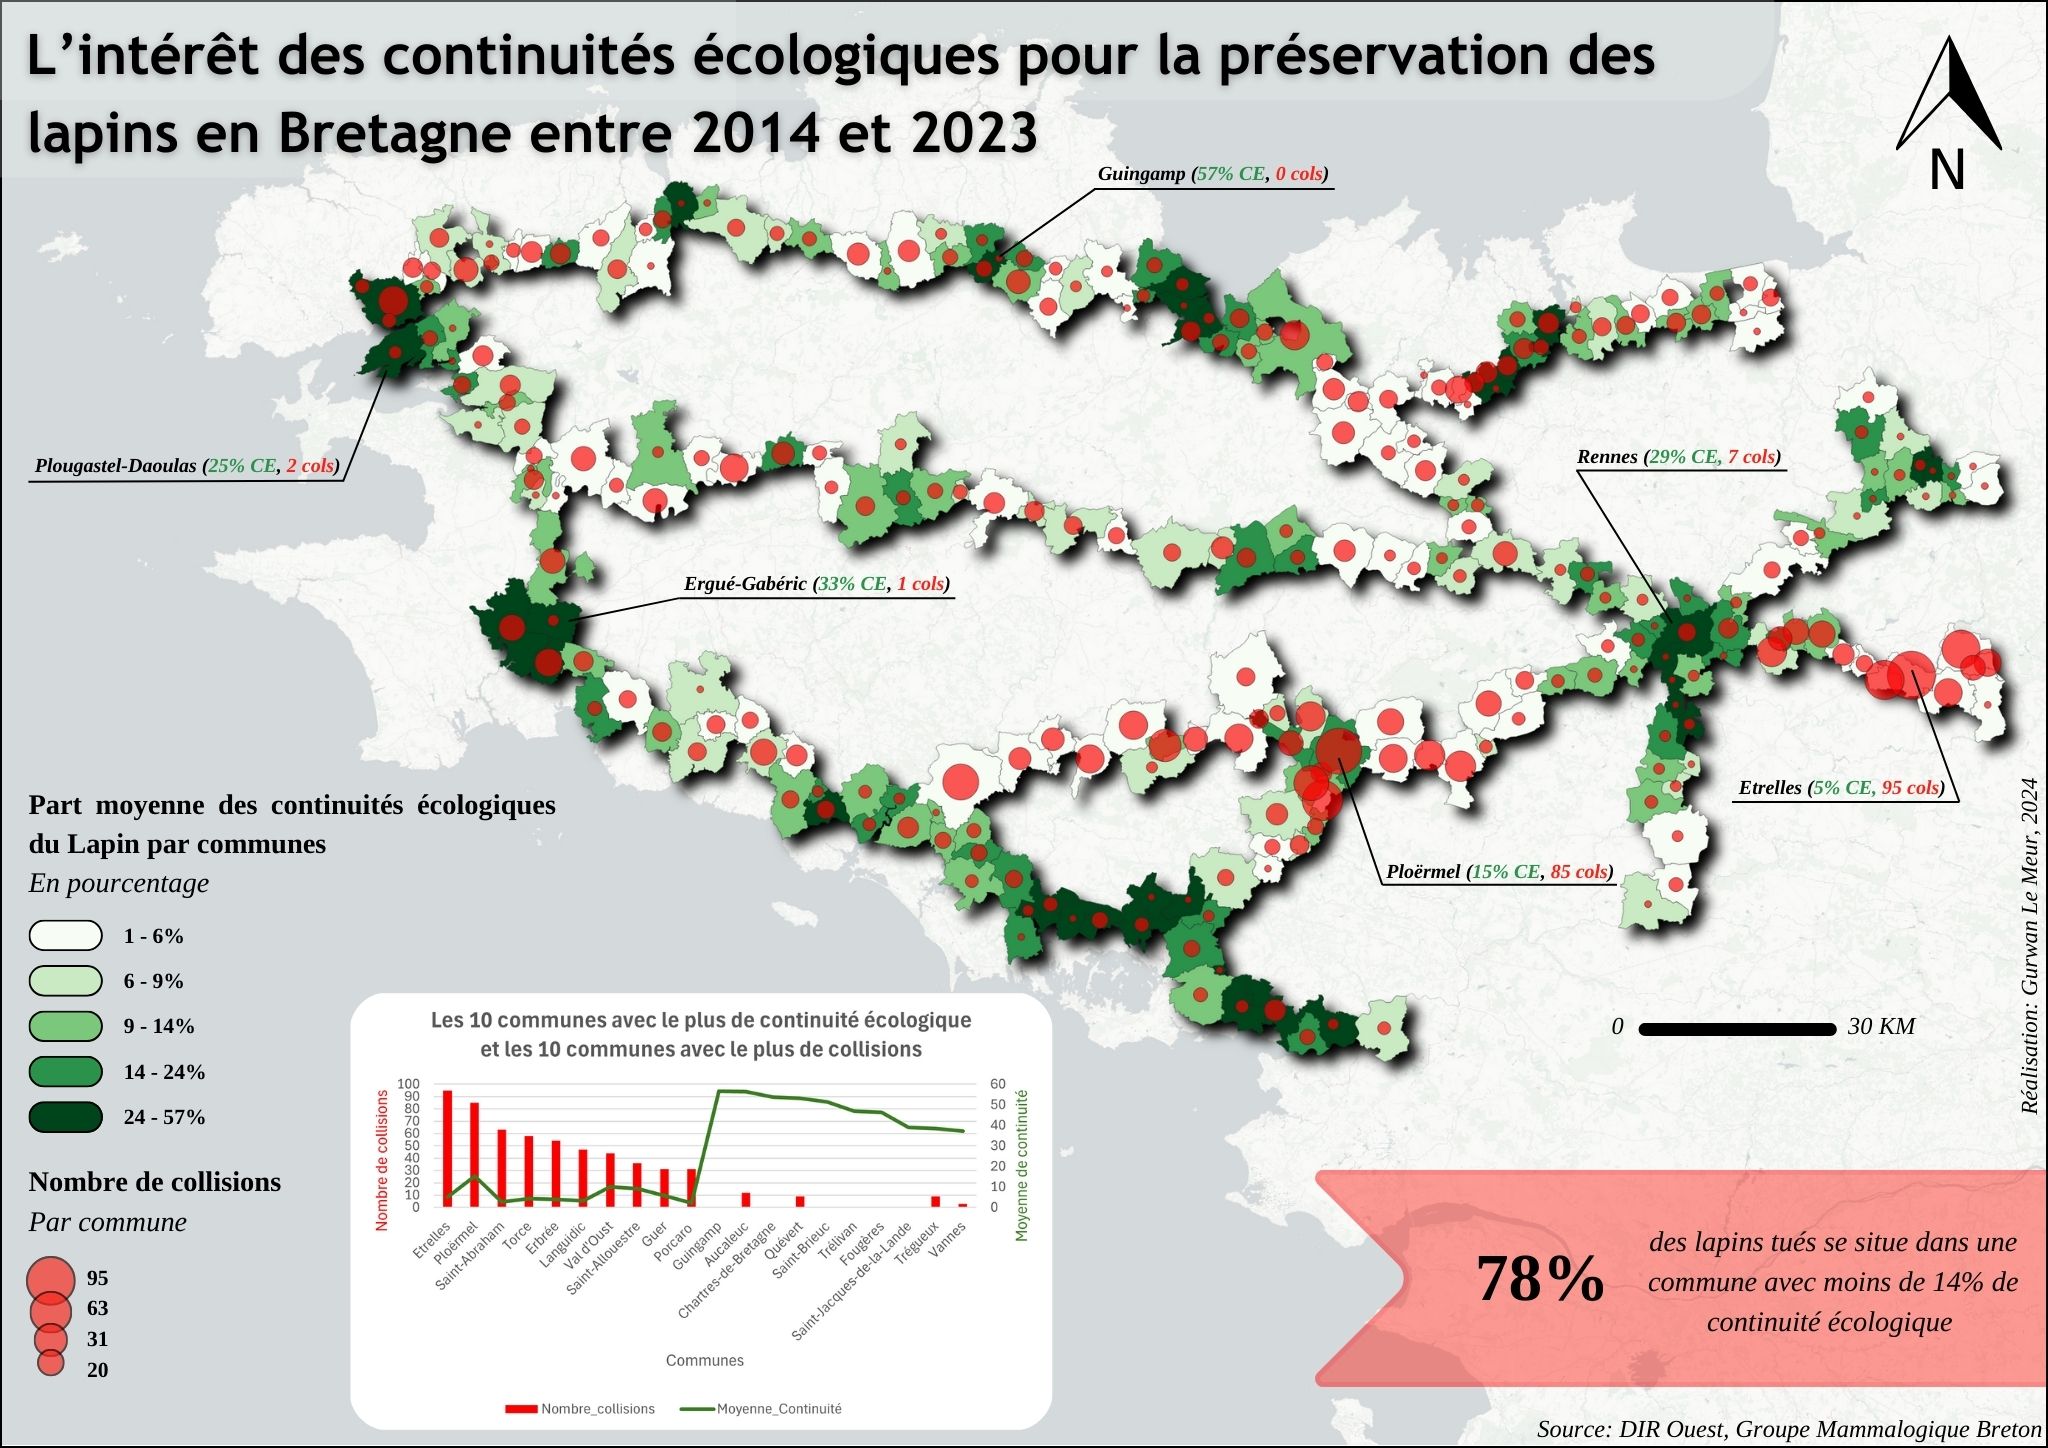 L'intérêt des continuités écologiques pour la préservation des
lapins en Bretagne entre 2014 et 2023
N
Guingamp (57% CE, 0 cols)
Plougastel-Daoulas (25% CE, 2 cols)
Rennes (29% CE, 7 cols)
Ergué-Gabéric (33% CE, 1 cols)
Etrelles (5% CE, 95 cols)
Ploërmel (15% CE, 85 cols)
Part moyenne des continuités écologiques
du Lapin par communes
En pourcentage
1 - 6%
6 - 9%
9 - 14%
14 - 24%
24 - 57%
Nombre de collisions
Par commune
95
63
31
20
Les 10 communes avec le plus de continuité écologique
et les 10 communes avec le plus de collisions
Nombre de collisions
100
90
80
70
60
50
40
30
20
10
0
60
50
40
30
20
10
0
Moyenne de continuité
Etrelles
Ploërmel
Saint-Abraham
Torce
Erbrée
Languidic
Val d'Oust
Saint-Allouestre
Guer
Porcaro
Guingamp
Aucaleuc
Chartres-de-Bretagne
Quévert
Saint-Brieuc
Trélivan
Fougères
Saint-Jacques-de-la-Lande
Trégueux
Vannes
Communes
Nombre_collisions
Moyenne_Continuité
0 30 KM
Réalisation: Gurwan Le Meur, 2024
78%
des lapins tués se situe dans une
commune avec moins de 14% de
continuité écologique
Source: DIR Ouest, Groupe Mammalogique Breton